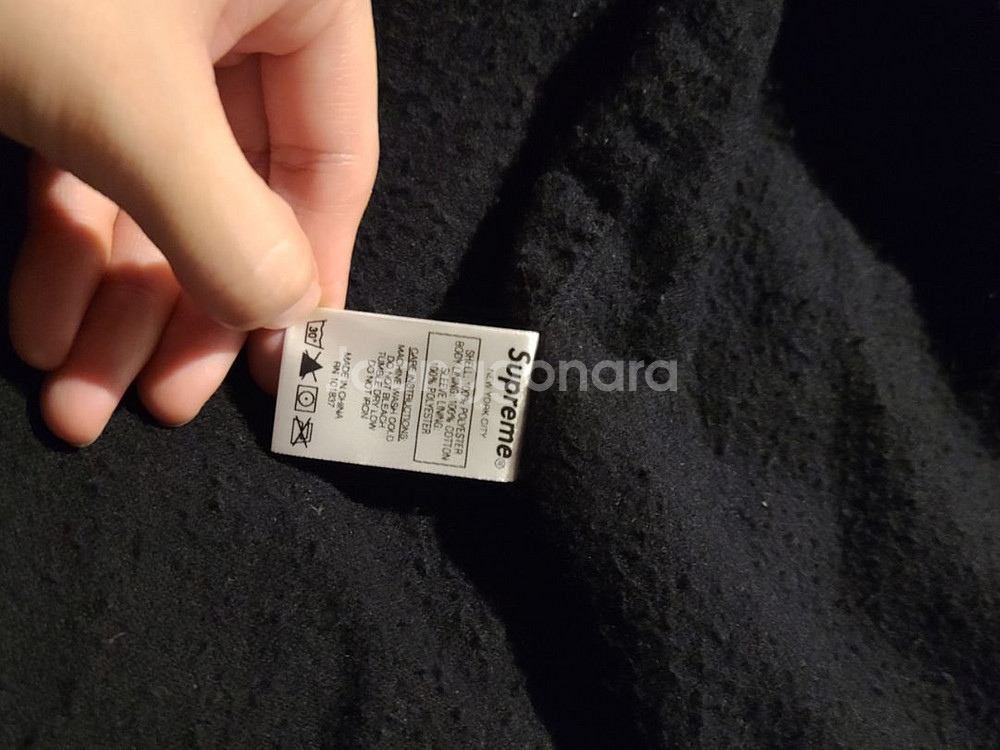 Supreme®
NEW YORK CITY
SHELL: 100% POLYESTER
BODY LINING: 100% COTTON
SLEEVE LINING:
100% POLYESTER
CARE INSTRUCTIONS:
MACHINE WASH COLD
DO NOT BLEACH
TUMBLE DRY LOW
DO NOT IRON
MADE IN CHINA
RN 101837
30°